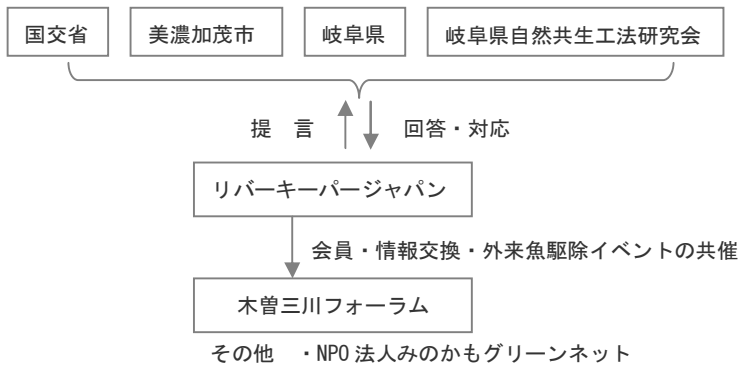 国交省 美濃加茂市 岐阜県 岐阜県自然共生工法研究会
提　言 回答・対応
リバーキーパージャパン
会員・情報交換・外来魚駆除イベントの共催
木曽三川フォーラム
その他　・NPO法人みのかもグリーンネット